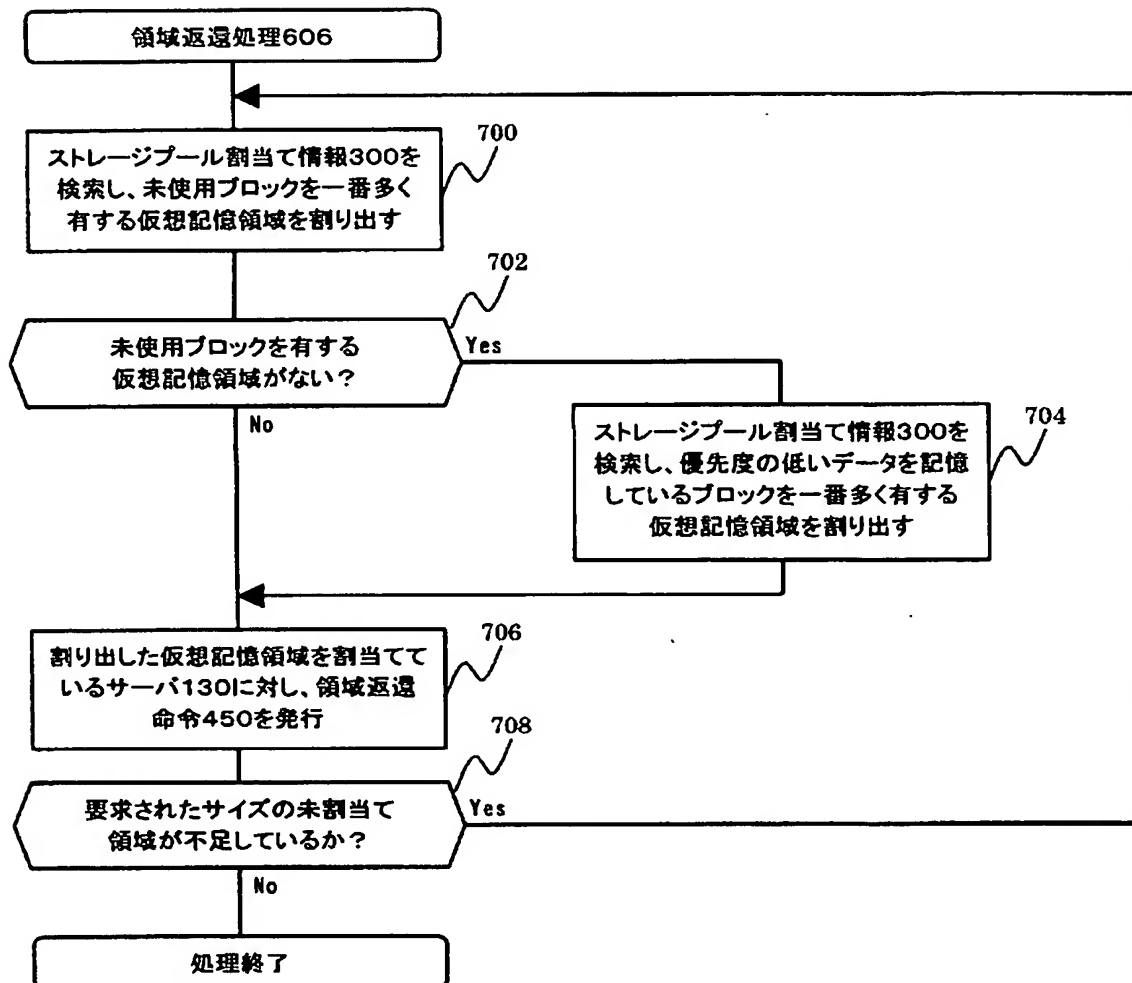 領域返還処理606
700
ストレージプール割当て情報300を
検索し、未使用ブロックを一番多く
有する仮想記憶領域を割り出す
702
未使用ブロックを有する
仮想記憶領域がない？
Yes
No
704
ストレージプール割当て情報300を
検索し、優先度の低いデータを記憶
しているブロックを一番多く有する
仮想記憶領域を割り出す
706
割り出した仮想記憶領域を割当てて
いるサーバ130に対し、領域返還
命令450を発行
708
要求されたサイズの未割当て
領域が不足しているか？
Yes
No
処理終了